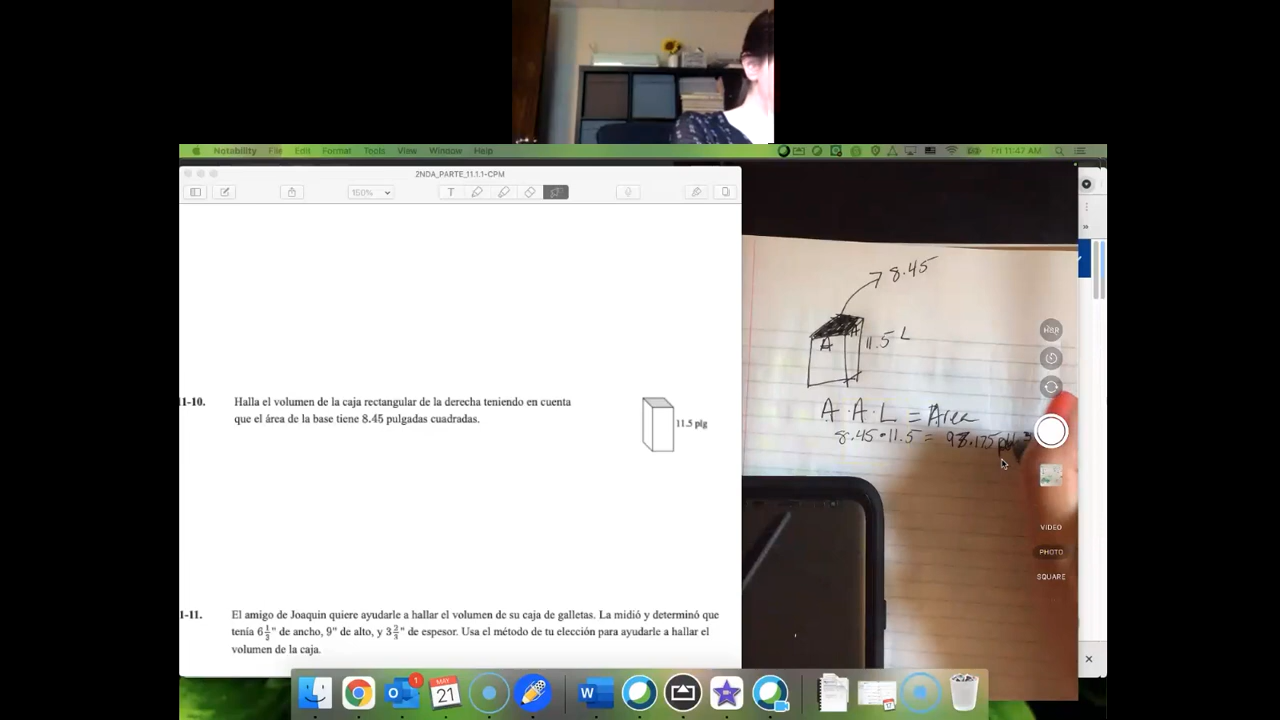 Notability File Edit Format Tools View Window Help
Fri 11:47 AM
2NDA_PARTE_11.1.1-CPM
150%
T
11-10. Halla el volumen de la caja rectangular de la derecha teniendo en cuenta
que el área de la base tiene 8.45 pulgadas cuadradas.
11.5 plg
1-11. El amigo de Joaquin quiere ayudarle a hallar el volumen de su caja de galletas. La midió y determinó que
tenía 6 1/3" de ancho, 9" de alto, y 3 2/3" de espesor. Usa el método de tu elección para ayudarle a hallar el
volumen de la caja.
8.45
A
A
11.5 L
A · A · L = Area
8.45 · 11.5 =
VIDEO
PHOTO
SQUARE
MAY
21
1
W
17